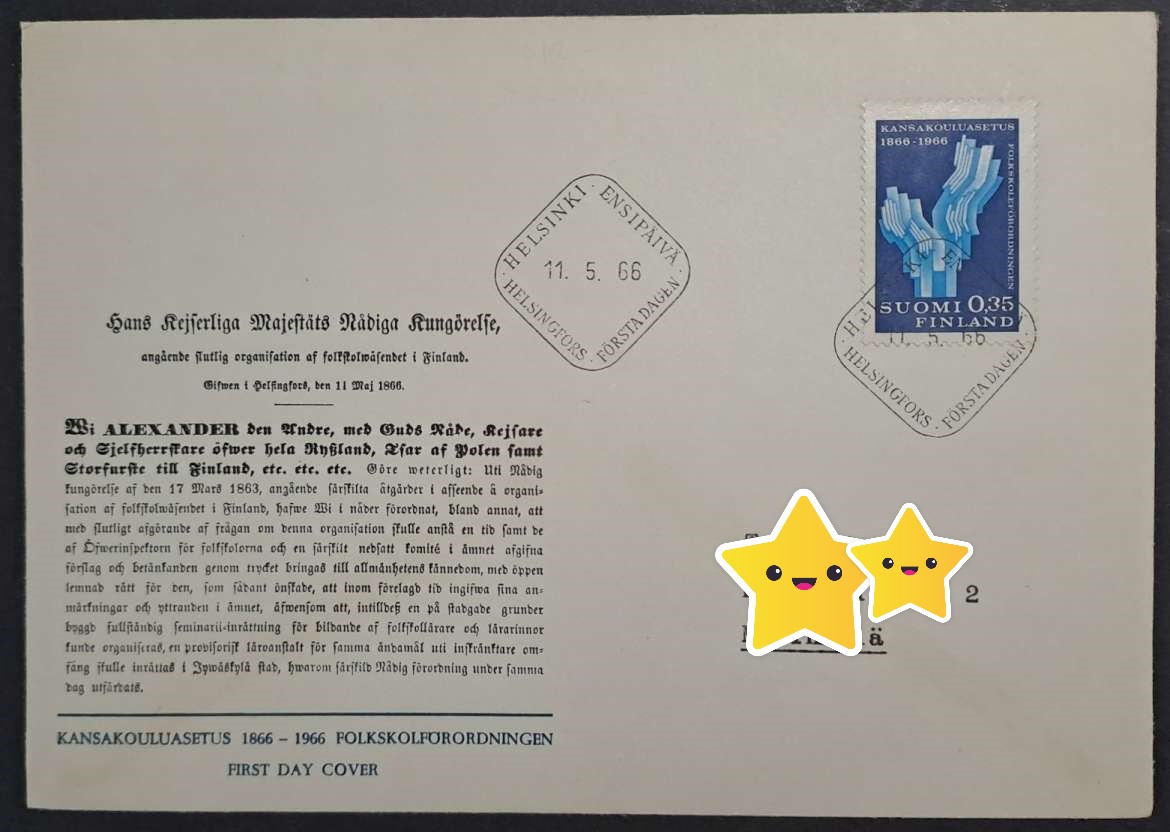 KANSAKOULUASETUS
1866-1966
FOLKSKOLEFÖRORDNINGEN
SUOMI 0,35
FINLAND
HELSINKI · ENSIPÄIVÄ
11. 5. 66
HELSINGFORS · FÖRSTA DAGEN
HELSINKI EN
11. 5. 66
HELSINGFORS · FÖRSTA DAGEN
Hans Kejserliga Majestäts Nådiga Kungörelse,
angående slutlig organisation af folkskolwäsendet i Finland.
Gifwen i Helsingfors, den 11 Maj 1866.
Wi ALEXANDER den Andre, med Guds Nåde, Kejsare
och Sjelfherrskare öfwer hela Ryßland, Tsar af Polen samt
Storfurste till Finland, etc. etc. etc. Göre weterligt: Uti Nådig
kungörelse af den 17 Mars 1863, angående särskilta åtgärder i afseende å organi=
sation af folkskolwäsendet i Finland, hafwe Wi i nåder förordnat, bland annat, att
med slutligt afgörande af frågan om denna organisation skulle anstå en tid samt de
af Öfwerinspektorn för folkskolorna och en särskilt nedsatt komité i ämnet afgifna
förslag och betänkanden genom trycket bringas till allmänhetens kännedom, med öppen
lemnad rätt för den, som sådant önskade, att inom förelagd tid ingifwa sina an=
märkningar och yttranden i ämnet, äfwensom att, intilldeß en på stadgade grunder
byggd fullständig seminarii=inrättning för bildande af folkskollärare och lärarinnor
kunde organiseras, en provisorisk läroanstalt för samma ändamål uti inskränktare om=
fång skulle inrättas i Jywäskylä stad, hwarom särskild Nådig förordning under samma
dag utfärdats.
KANSAKOULUASETUS 1866 – 1966 FOLKSKOLFÖRORDNINGEN
FIRST DAY COVER
2